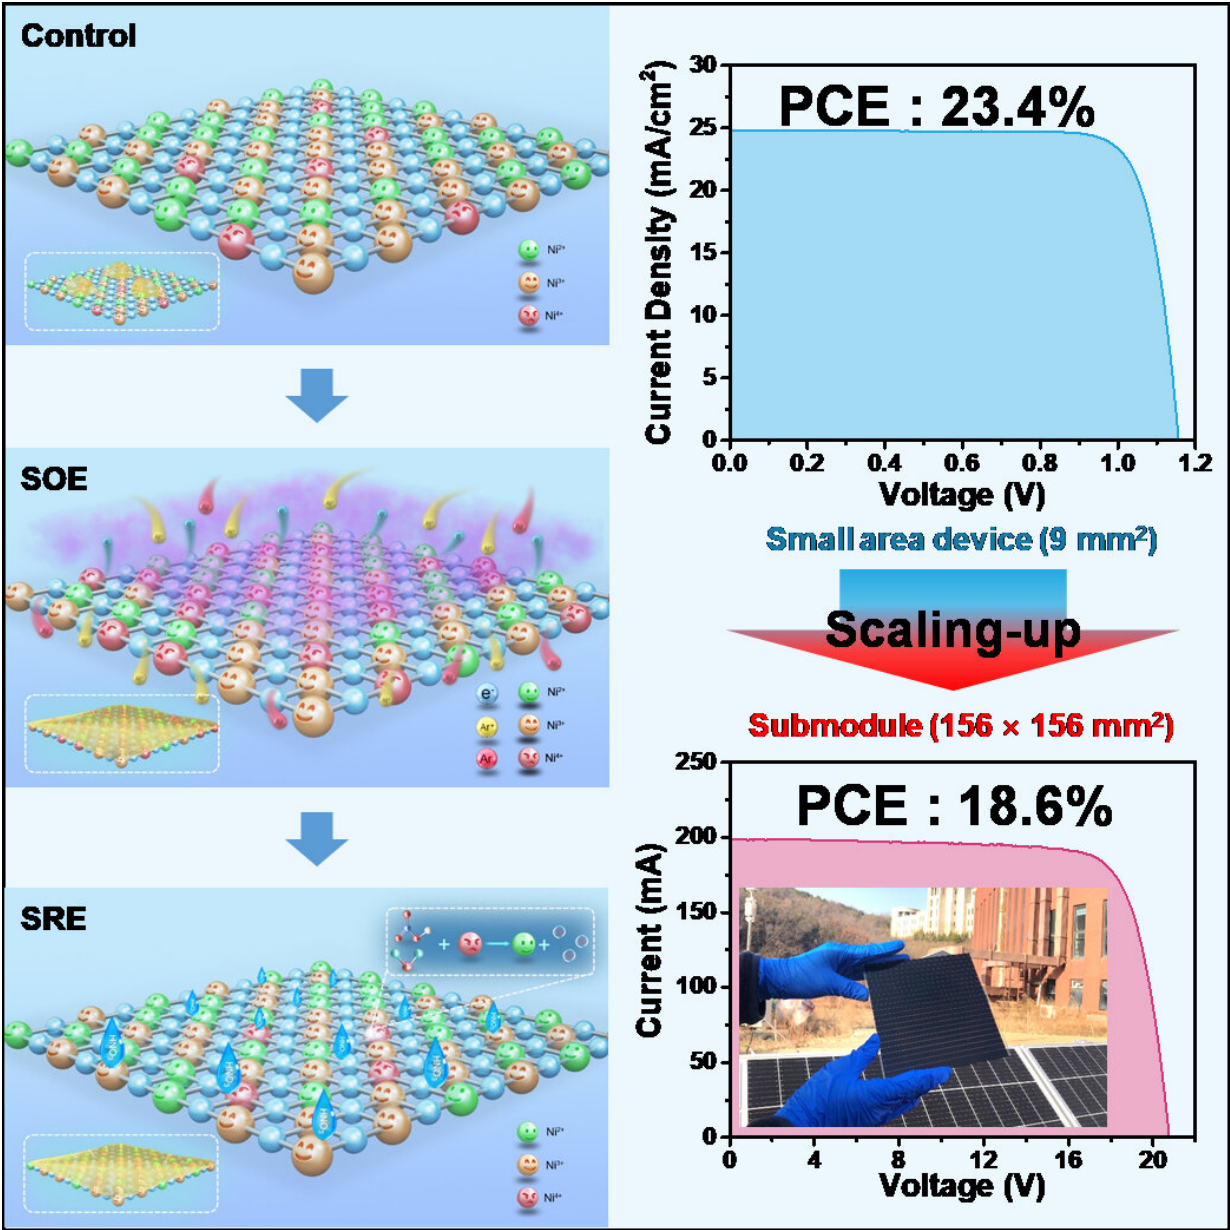 Control
Ni²⁺
Ni³⁺
Ni⁴⁺
SOE
e⁻ Ni²⁺
Ar⁺ Ni³⁺
Ar Ni⁴⁺
SRE
+ +
HNO₃
HNO₃
HNO₃
PCE : 23.4%
Current Density (mA/cm²)
30
25
20
15
10
5
0
0.0 0.2 0.4 0.6 0.8 1.0 1.2
Voltage (V)
Small area device (9 mm²)
Scaling-up
Submodule (156 × 156 mm²)
PCE : 18.6%
Current (mA)
250
200
150
100
50
0
0 4 8 12 16 20
Voltage (V)